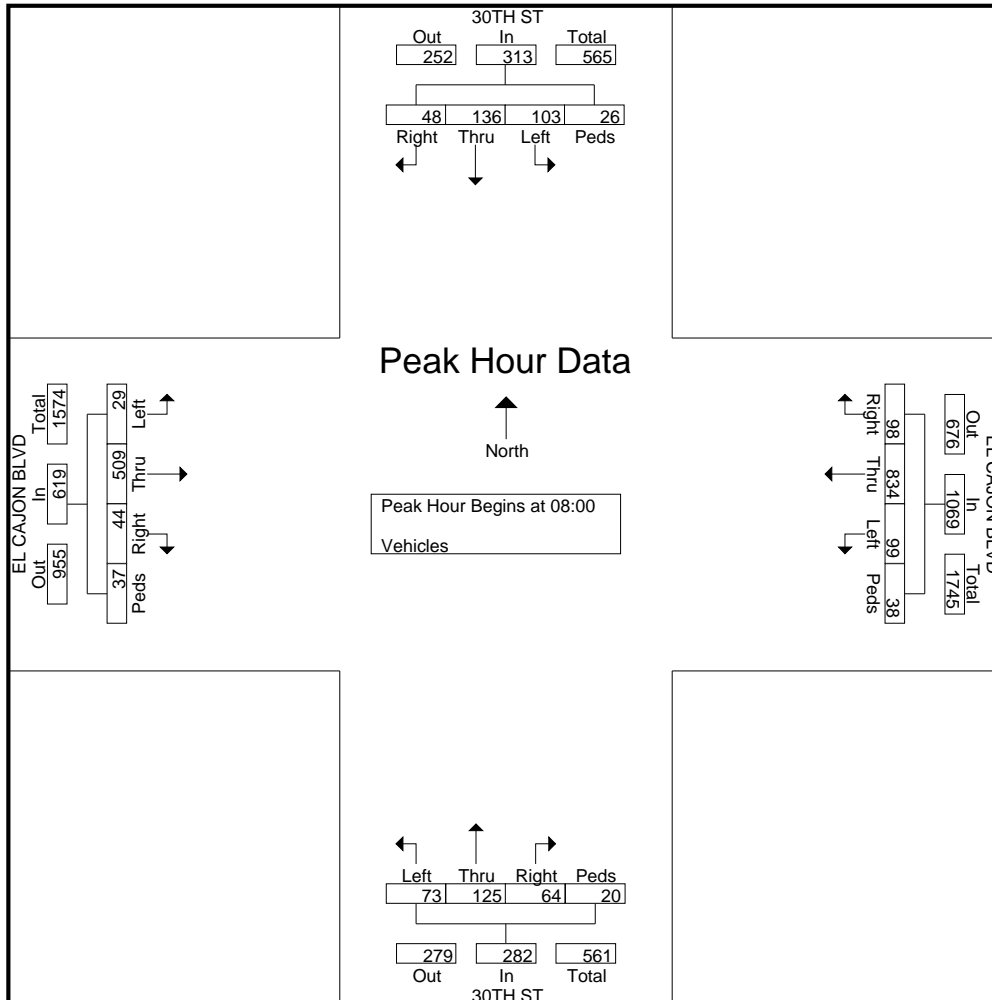 30TH ST
Out In Total
252 313 565
48 136 103 26
Right Thru Left Peds
Peak Hour Data
North
Peak Hour Begins at 08:00
Vehicles
EL CAJON BLVD
Total In Out
1574 619 955
29 509 44 37
Left Thru Right Peds
Right Thru Left Peds
98 834 99 38
676 1069 1745
Out In Total
EL CAJON BLVD
Left Thru Right Peds
73 125 64 20
279 282 561
Out In Total
30TH ST